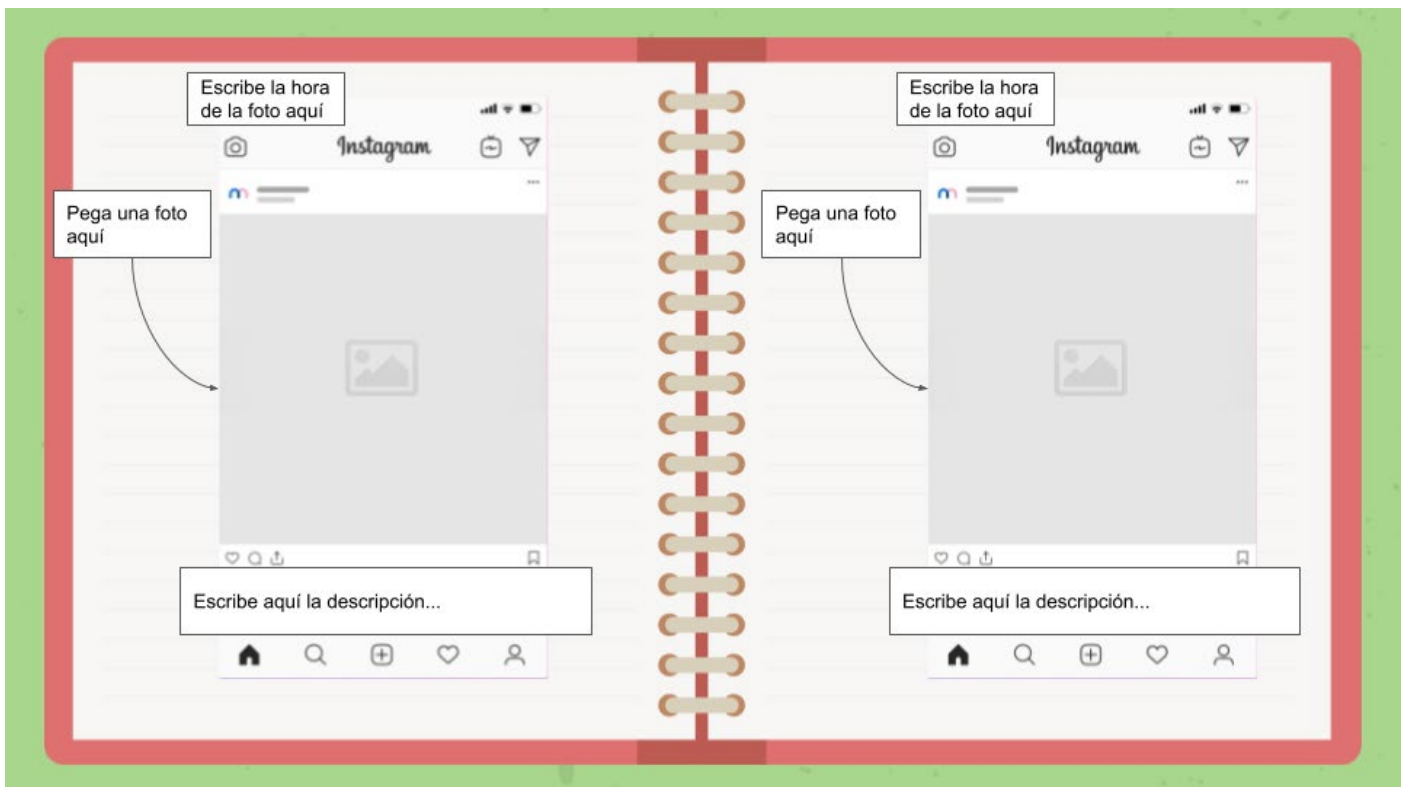 Escribe la hora
de la foto aquí
Instagram
Pega una foto
aquí
Escribe aquí la descripción...
Escribe la hora
de la foto aquí
Instagram
Pega una foto
aquí
Escribe aquí la descripción...